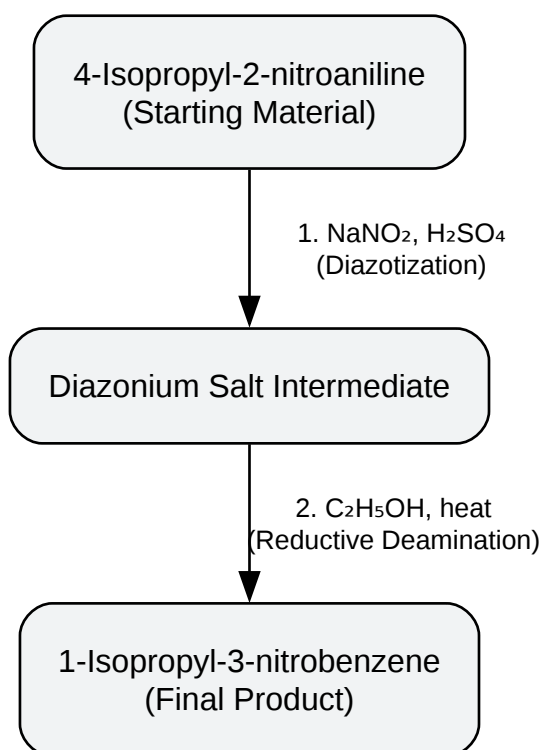 4-Isopropyl-2-nitroaniline
(Starting Material)
1. NaNO₂, H₂SO₄
(Diazotization)
Diazonium Salt Intermediate
2. C₂H₅OH, heat
(Reductive Deamination)
1-Isopropyl-3-nitrobenzene
(Final Product)